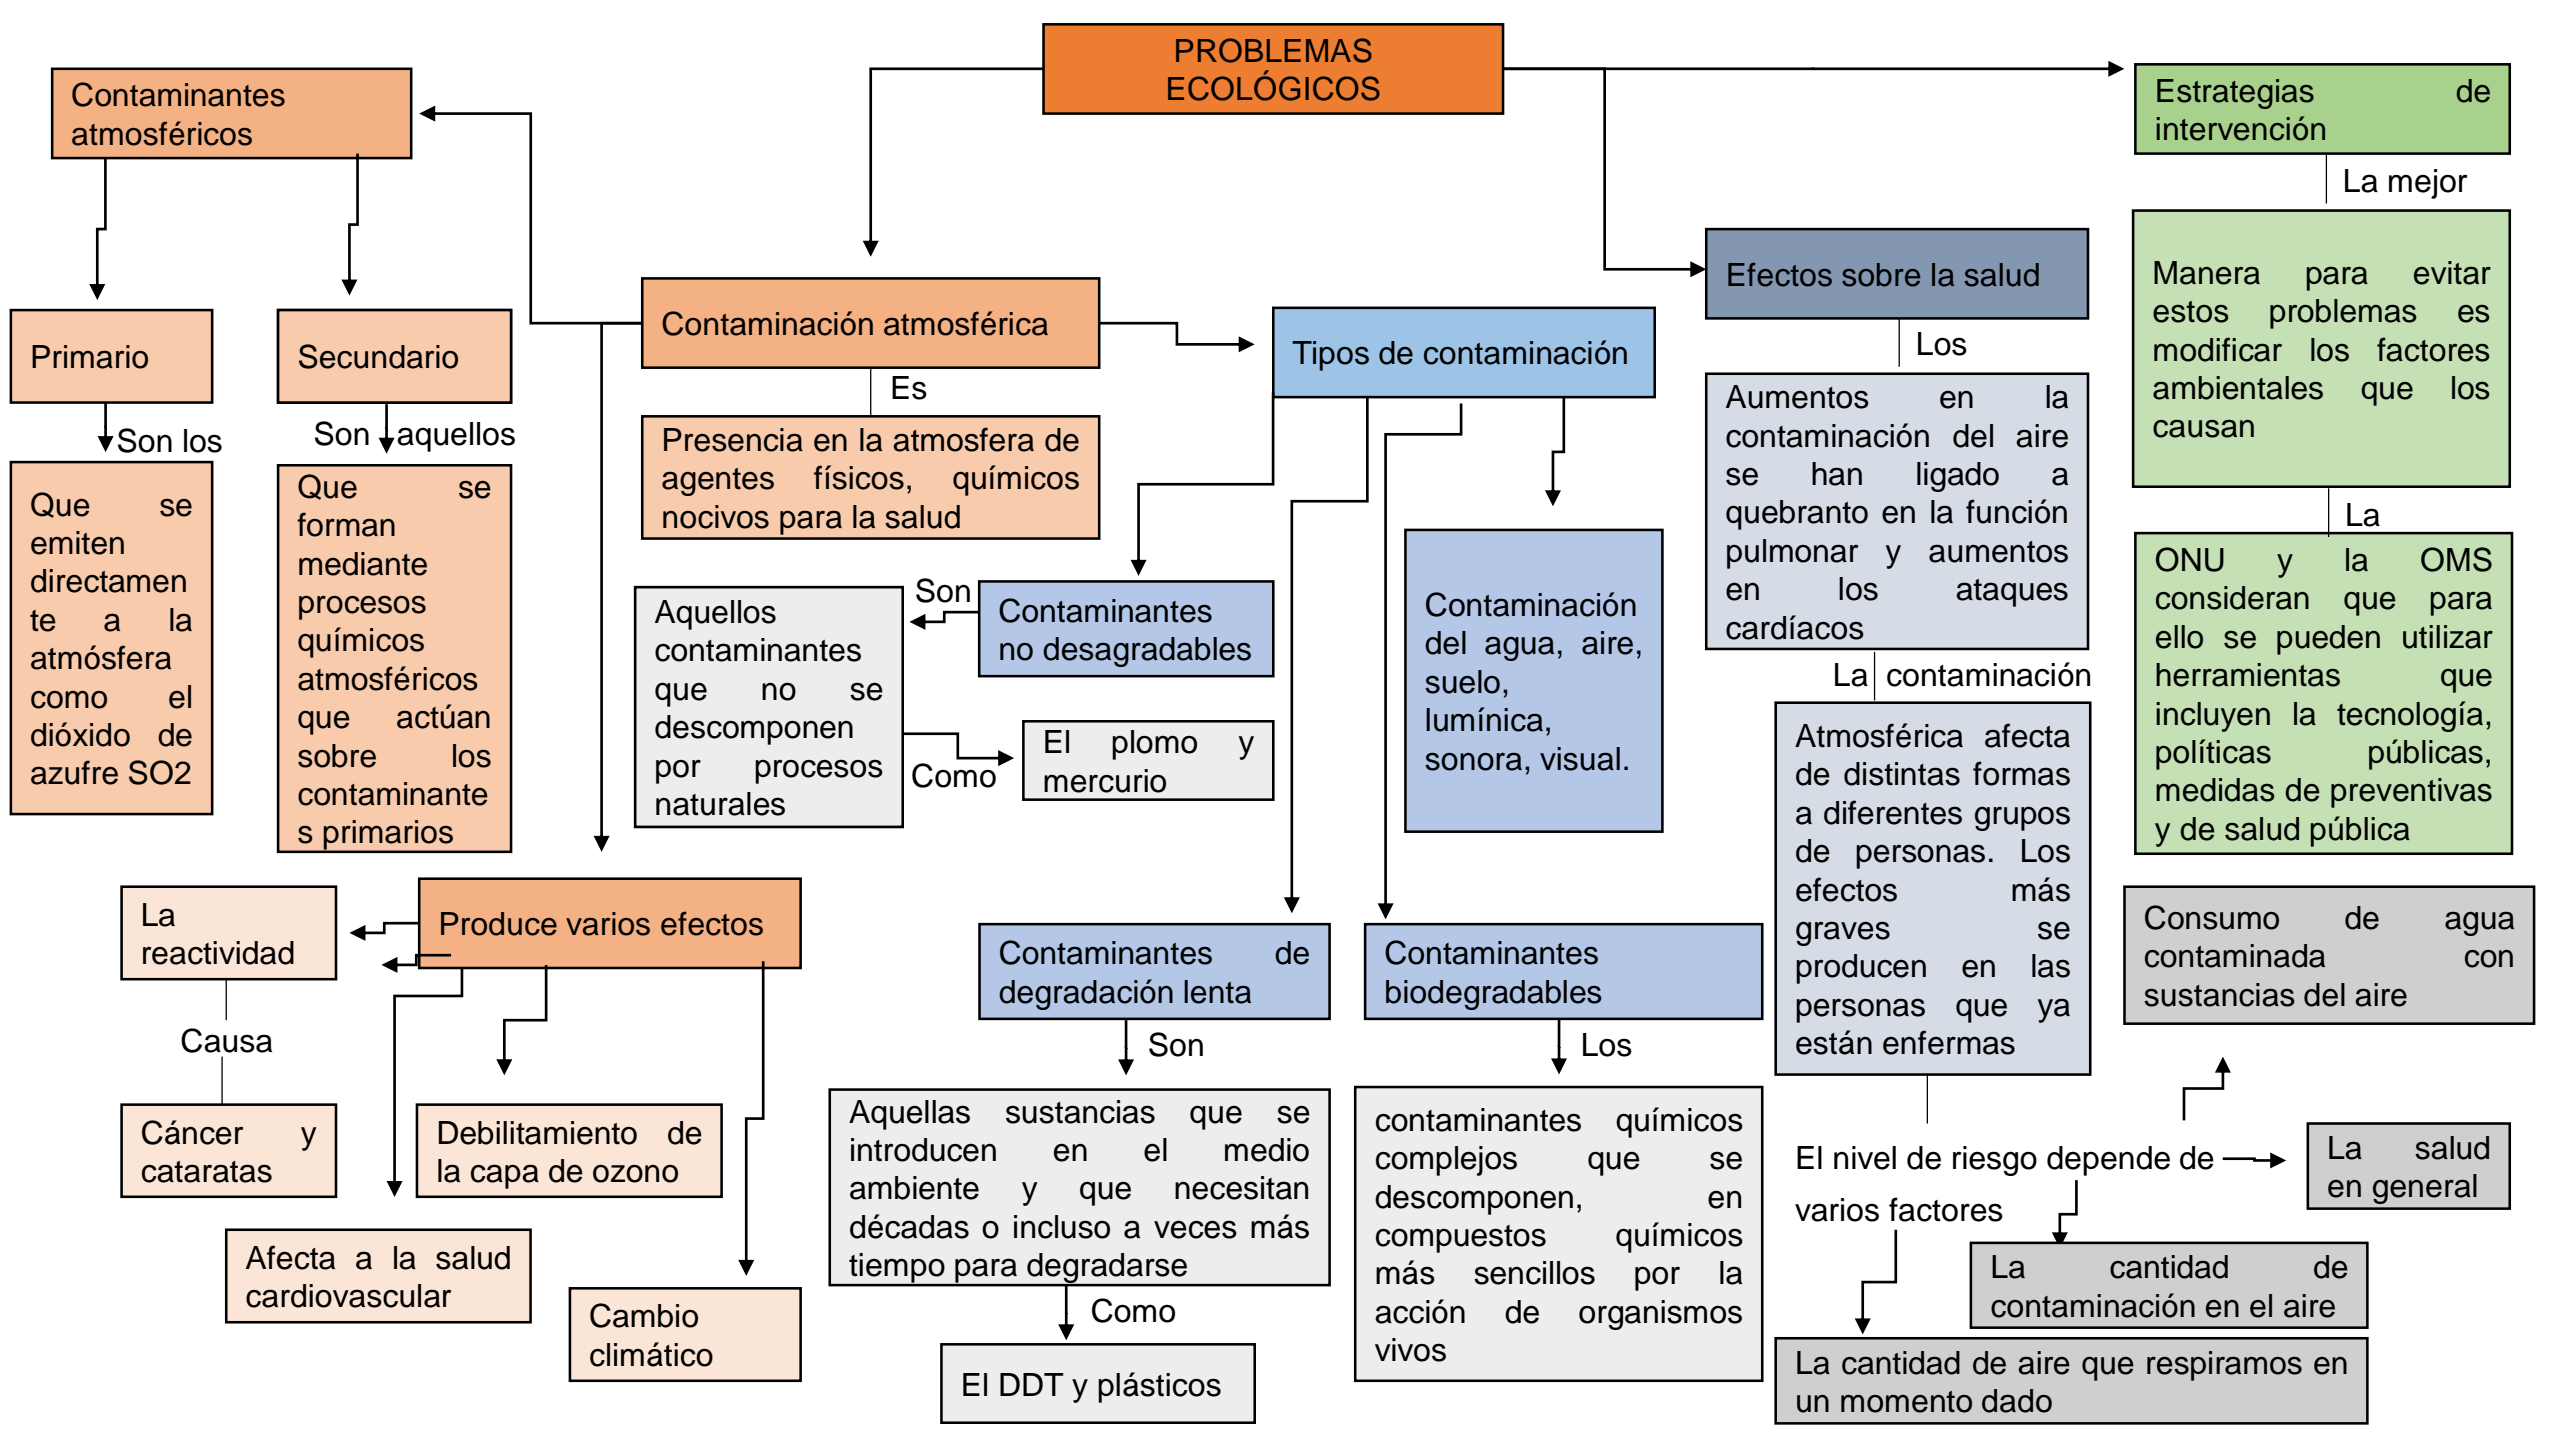 PROBLEMAS
ECOLÓGICOS
Contaminantes
atmosféricos
Primario
Son los
Que se
emiten
directamen
te a la
atmósfera
como el
dióxido de
azufre SO2
Secundario
Son aquellos
Que se
forman
mediante
procesos
químicos
atmosféricos
que actúan
sobre los
contaminante
s primarios
Contaminación atmosférica
Es
Presencia en la atmosfera de
agentes físicos, químicos
nocivos para la salud
Produce varios efectos
La
reactividad
Causa
Cáncer y
cataratas
Afecta a la salud
cardiovascular
Debilitamiento de
la capa de ozono
Cambio
climático
Tipos de contaminación
Contaminantes
no desagradables
Son
Aquellos
contaminantes
que no se
descomponen
por procesos
naturales
Como
El plomo y
mercurio
Contaminantes de
degradación lenta
Son
Aquellas sustancias que se
introducen en el medio
ambiente y que necesitan
décadas o incluso a veces más
tiempo para degradarse
Como
El DDT y plásticos
Contaminantes
biodegradables
Los
contaminantes químicos
complejos que se
descomponen, en
compuestos químicos
más sencillos por la
acción de organismos
vivos
Contaminación
del agua, aire,
suelo,
lumínica,
sonora, visual.
Efectos sobre la salud
Los
Aumentos en la
contaminación del aire
se han ligado a
quebranto en la función
pulmonar y aumentos
en los ataques
cardíacos
La contaminación
Atmosférica afecta
de distintas formas
a diferentes grupos
de personas. Los
efectos más
graves se
producen en las
personas que ya
están enfermas
El nivel de riesgo depende de
varios factores
Consumo de agua
contaminada con
sustancias del aire
La salud
en general
La cantidad de
contaminación en el aire
La cantidad de aire que respiramos en
un momento dado
Estrategias de
intervención
La mejor
Manera para evitar
estos problemas es
modificar los factores
ambientales que los
causan
La
ONU y la OMS
consideran que para
ello se pueden utilizar
herramientas que
incluyen la tecnología,
políticas públicas,
medidas de preventivas
y de salud pública